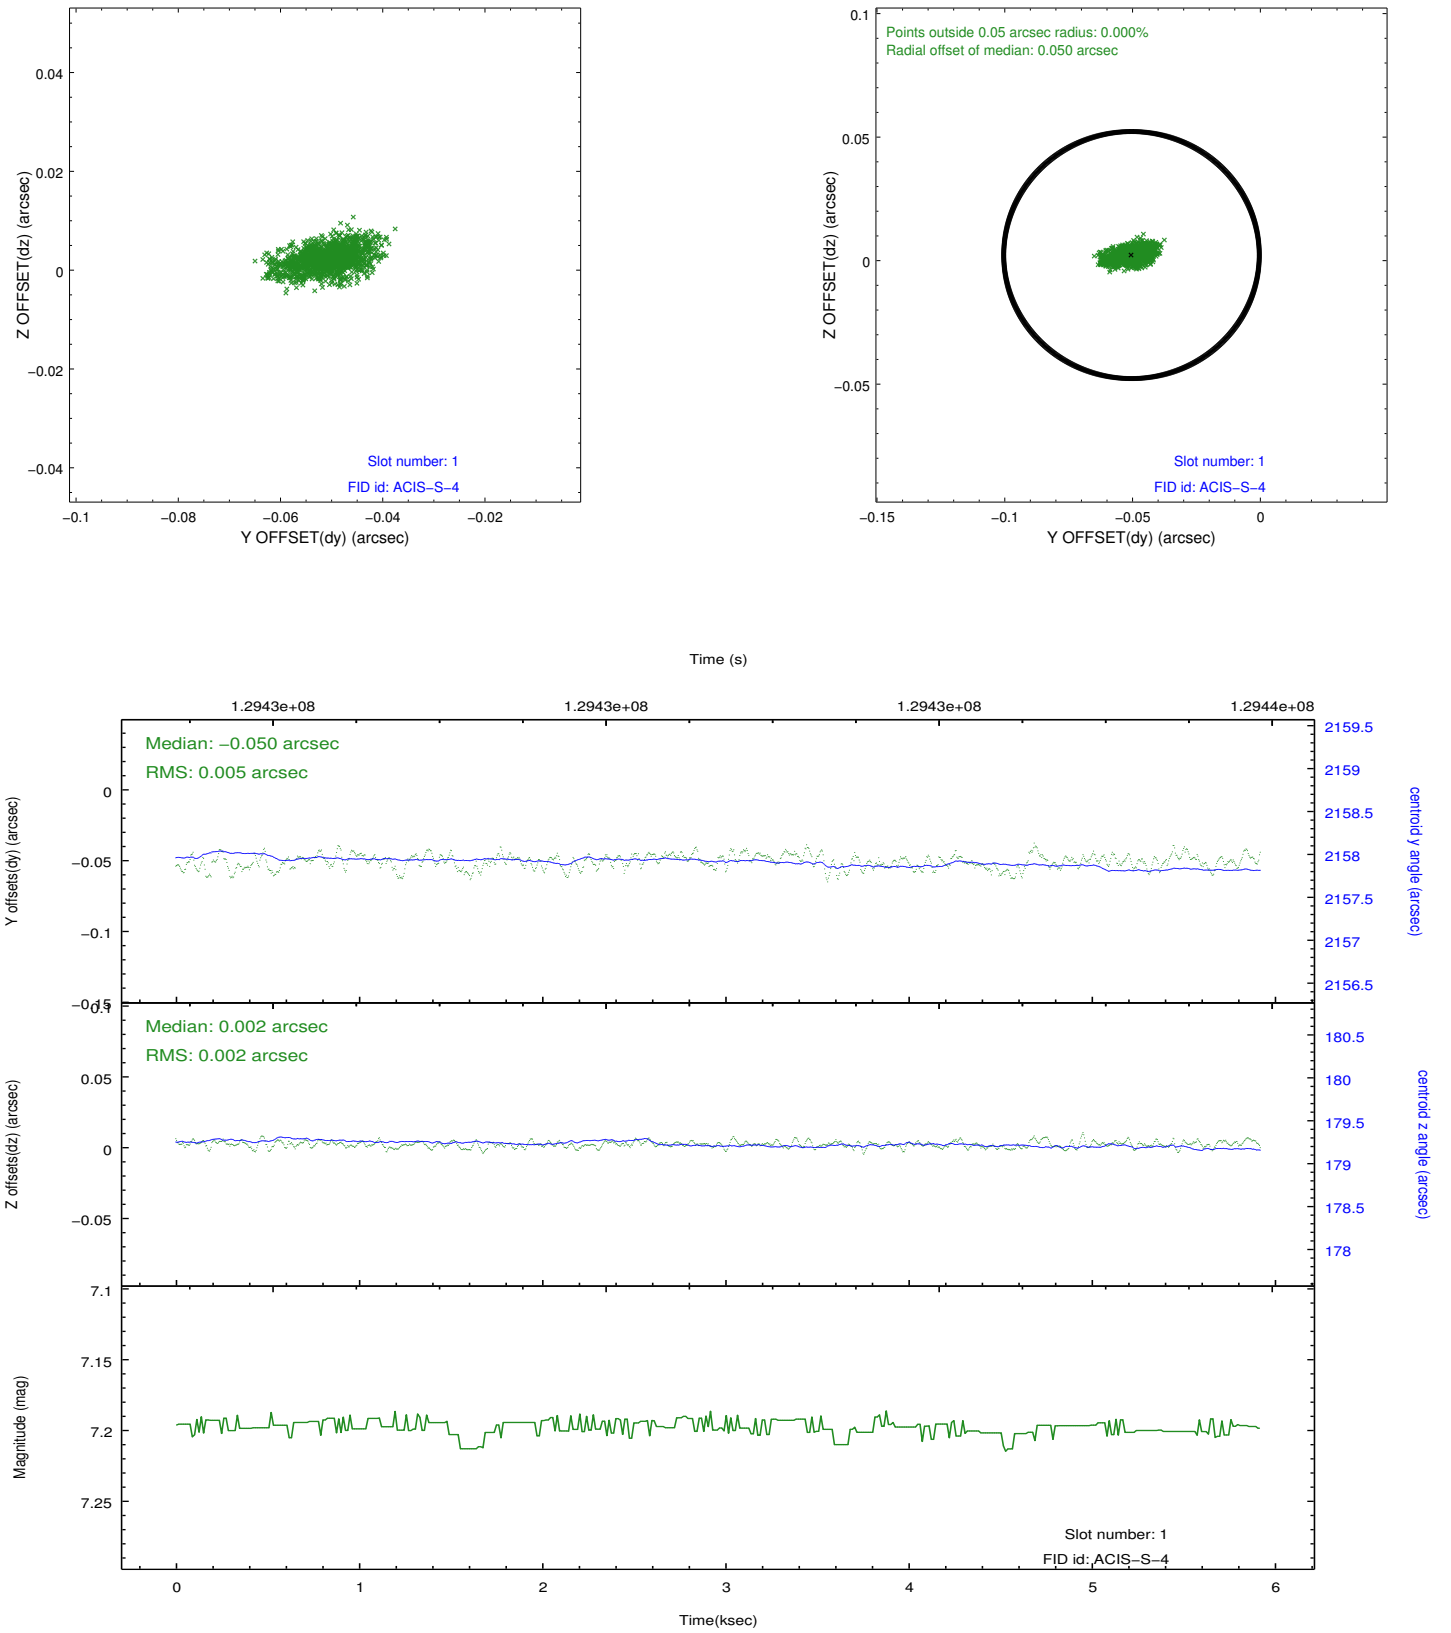 0.04
0.02
0
−0.02
−0.04
Z OFFSET(dz) (arcsec)
Slot number: 1
FID id: ACIS−S−4
−0.1
−0.08
−0.06
−0.04
−0.02
Y OFFSET(dy) (arcsec)
0.1
0.05
0
−0.05
Z OFFSET(dz) (arcsec)
Points outside 0.05 arcsec radius: 0.000%
Radial offset of median: 0.050 arcsec
Slot number: 1
FID id: ACIS−S−4
−0.15
−0.1
−0.05
0
Y OFFSET(dy) (arcsec)
Time (s)
1.2943e+08
1.2943e+08
1.2943e+08
1.2944e+08
Median: −0.050 arcsec
RMS: 0.005 arcsec
0
−0.05
−0.1
−0.15
Y offsets(dy) (arcsec)
2159.5
2159
2158.5
2158
2157.5
2157
2156.5
centroid y angle (arcsec)
Median: 0.002 arcsec
RMS: 0.002 arcsec
0.1
0.05
0
−0.05
Z offsets(dz) (arcsec)
180.5
180
179.5
179
178.5
178
centroid z angle (arcsec)
7.1
7.15
7.2
7.25
Magnitude (mag)
Slot number: 1
FID id: ACIS−S−4
0
1
2
3
4
5
6
Time(ksec)